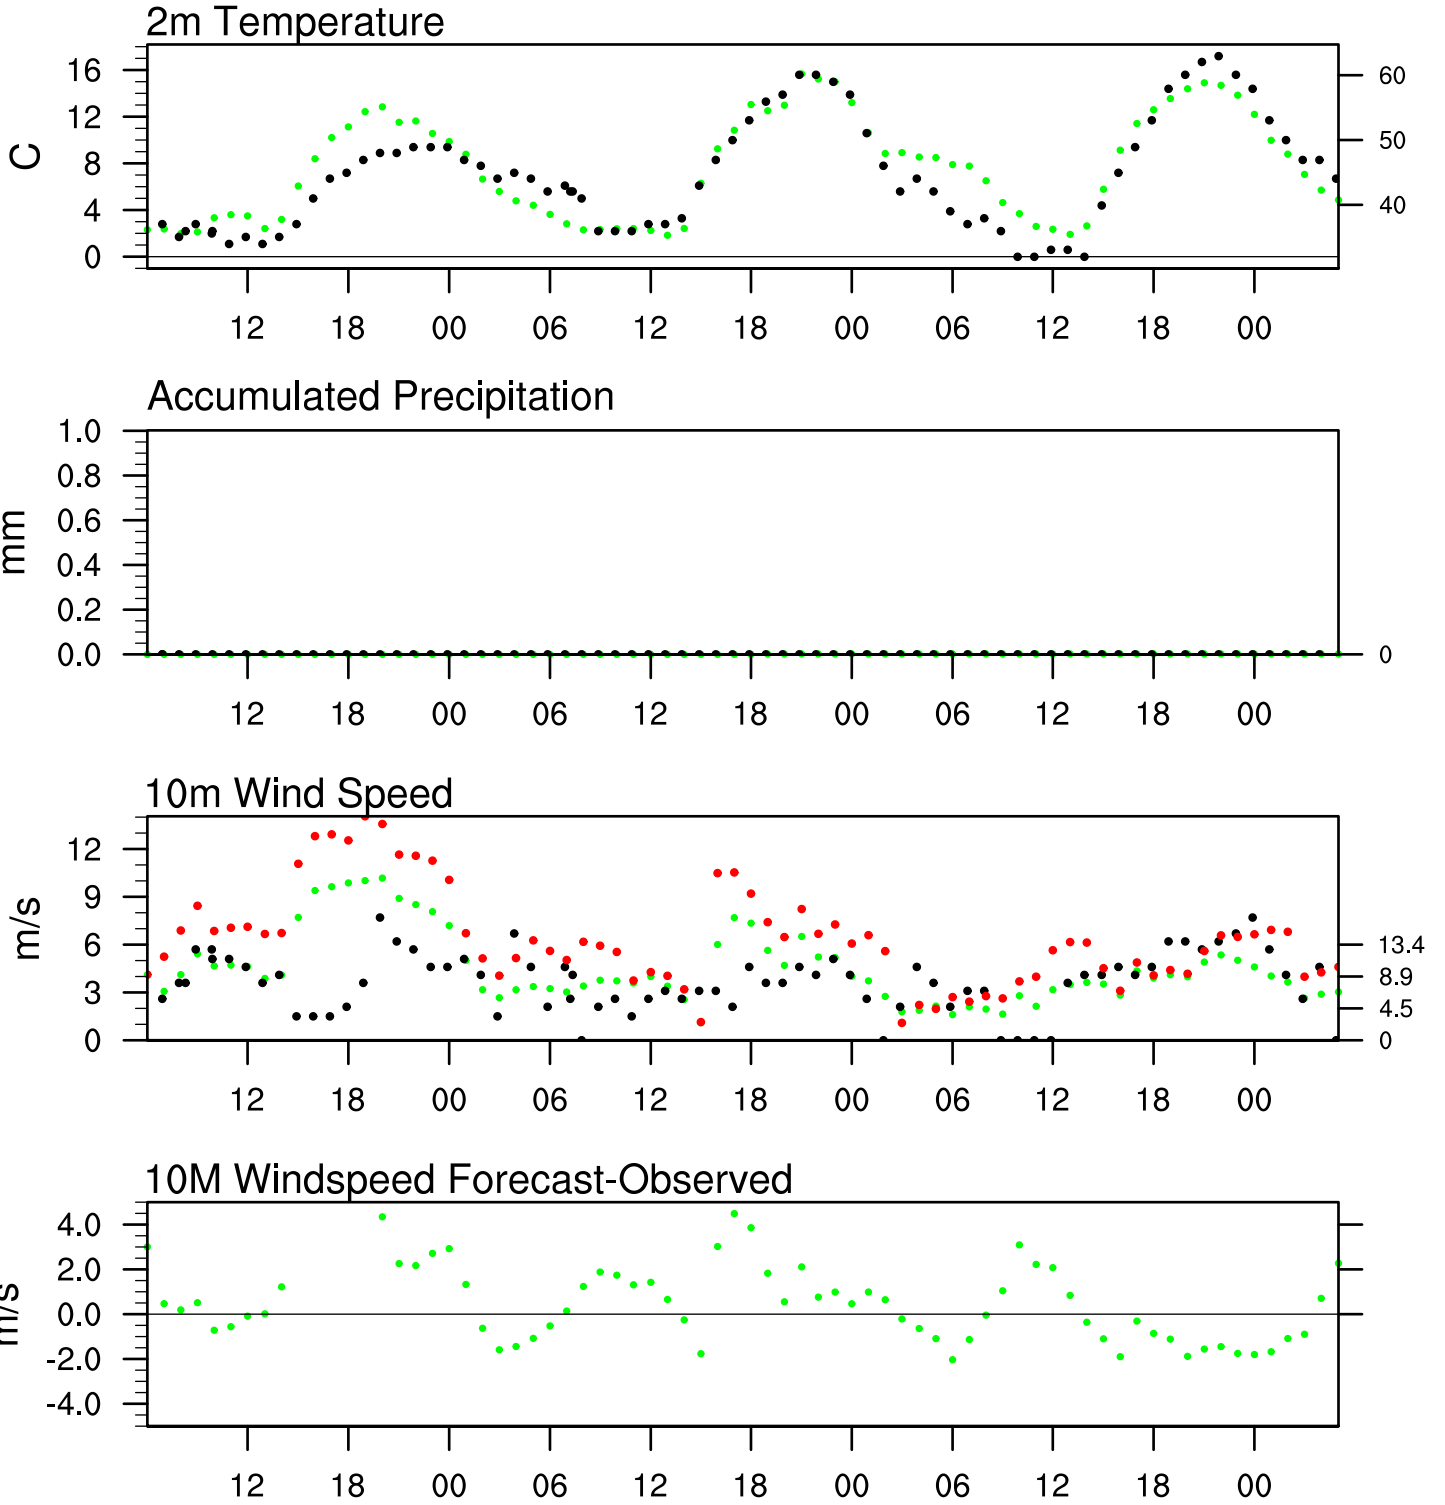 2m Temperature
16
12
8
4
0
C
60
50
40
12 18 00 06 12 18 00 06 12 18 00
Accumulated Precipitation
1.0
0.8
0.6
0.4
0.2
0.0
mm
0
12 18 00 06 12 18 00 06 12 18 00
10m Wind Speed
12
9
6
3
0
m/s
13.4
8.9
4.5
0
12 18 00 06 12 18 00 06 12 18 00
10M Windspeed Forecast-Observed
4.0
2.0
0.0
-2.0
-4.0
m/s
12 18 00 06 12 18 00 06 12 18 00